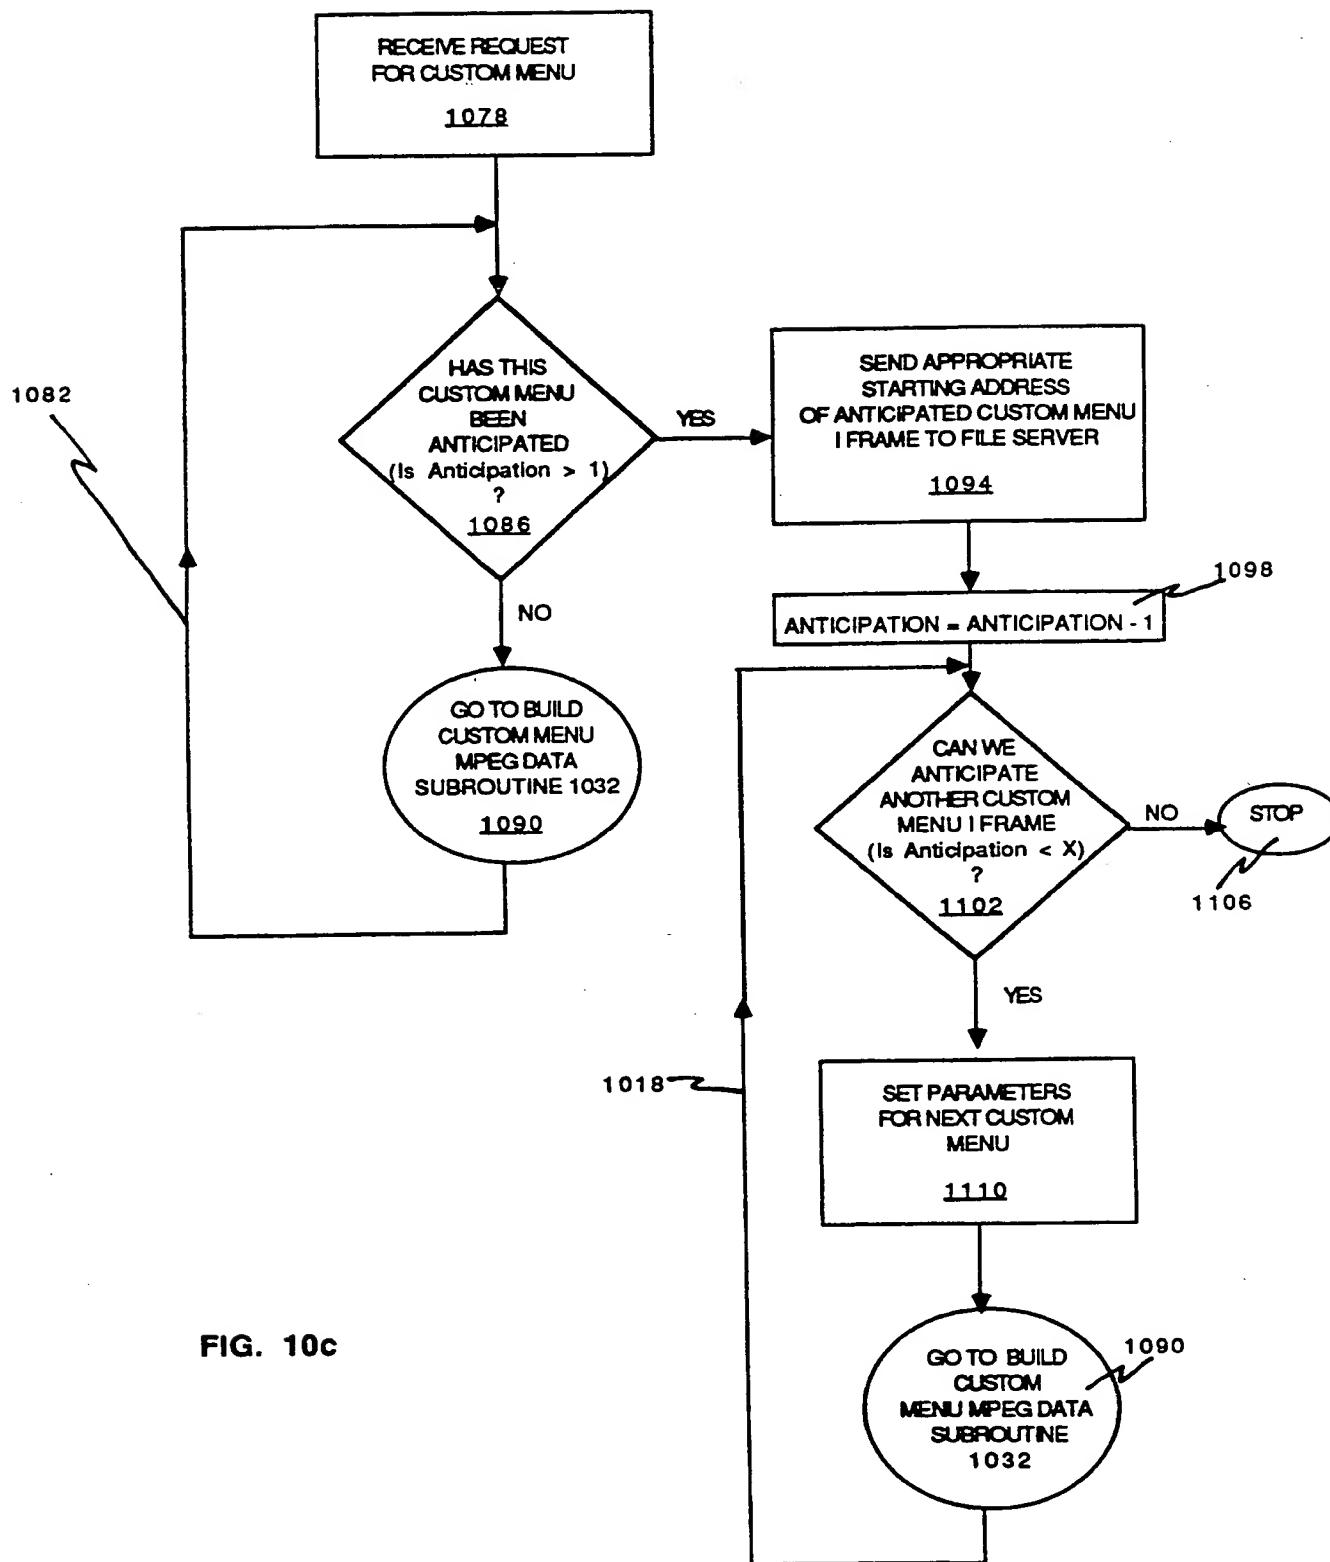 RECEIVE REQUEST
FOR CUSTOM MENU
1078
1082
HAS THIS
CUSTOM MENU
BEEN
ANTICIPATED
(Is Anticipation > 1)
?
1086
YES
NO
SEND APPROPRIATE
STARTING ADDRESS
OF ANTICIPATED CUSTOM MENU
I FRAME TO FILE SERVER
1094
1098
ANTICIPATION = ANTICIPATION - 1
GO TO BUILD
CUSTOM MENU
MPEG DATA
SUBROUTINE 1032
1090
CAN WE
ANTICIPATE
ANOTHER CUSTOM
MENU I FRAME
(Is Anticipation < X)
?
1102
NO
STOP
1106
YES
1018
SET PARAMETERS
FOR NEXT CUSTOM
MENU
1110
GO TO BUILD
CUSTOM
MENU MPEG DATA
SUBROUTINE
1032
1090
FIG. 10c